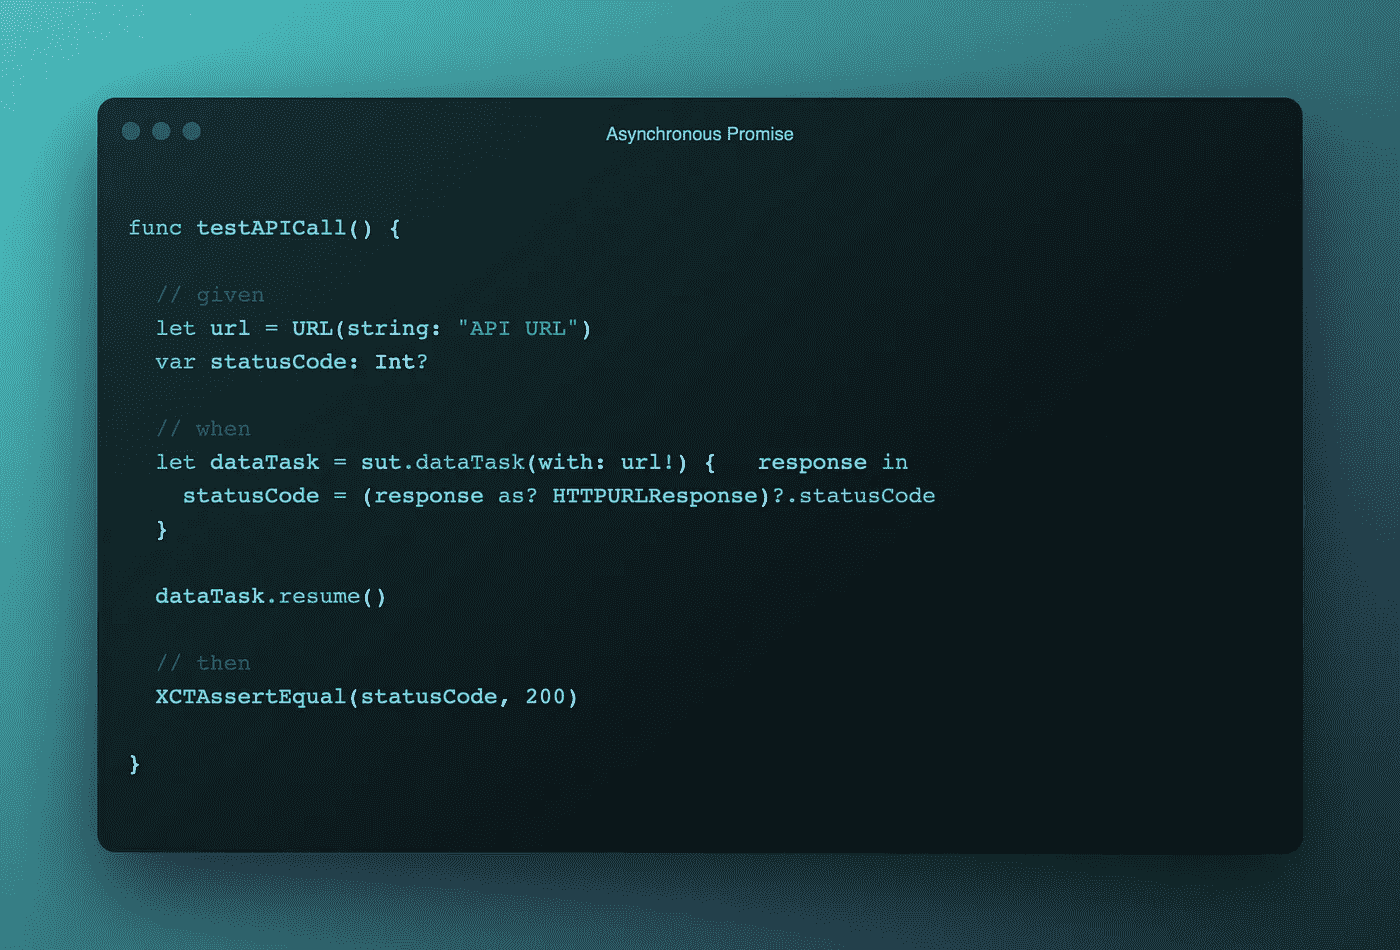 Asynchronous Promise
func testAPICall() {
// given
let url = URL(string: "API URL")
var statusCode: Int?
// when
let dataTask = sut.dataTask(with: url!) {   response in
statusCode = (response as? HTTPURLResponse)?.statusCode
}
dataTask.resume()
// then
XCTAssertEqual(statusCode, 200)
}